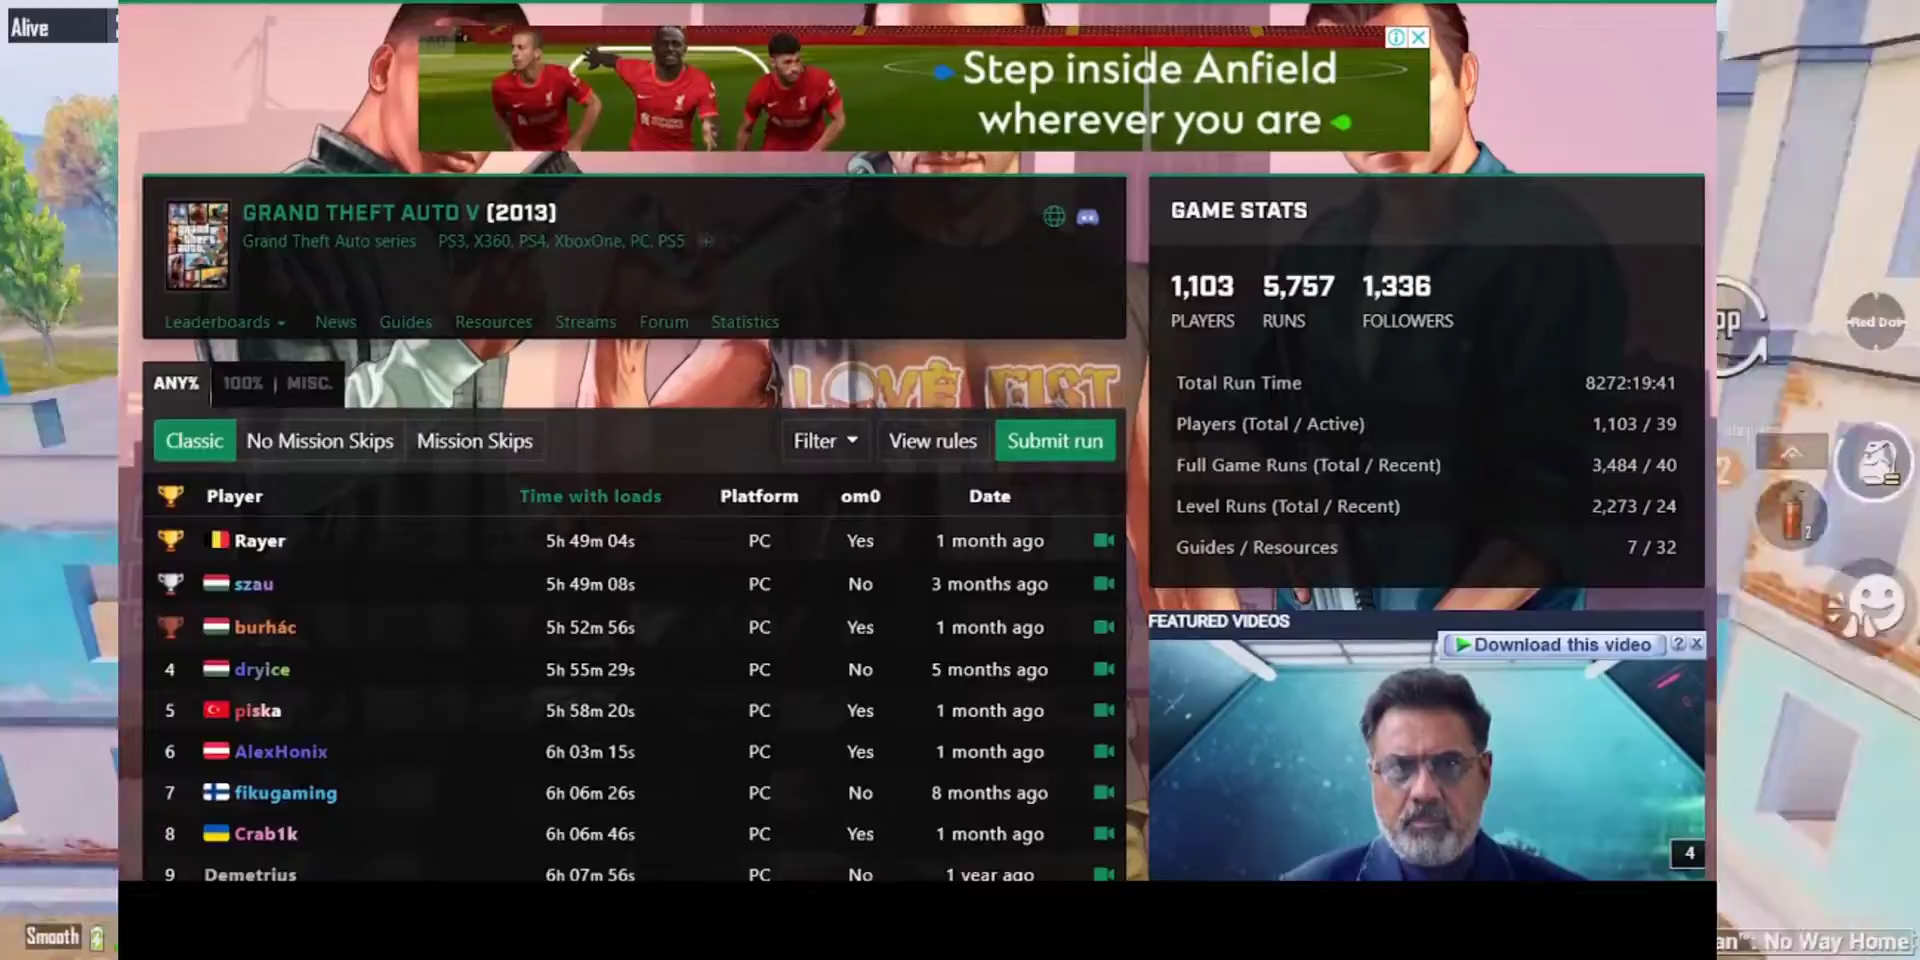 Alive
Step inside Anfield
wherever you are
GRAND THEFT AUTO V (2013)
Grand Theft Auto series PS3, X360, PS4, XboxOne, PC, PS5 +
Leaderboards News Guides Resources Streams Forum Statistics
ANY% 100% | MISC.
LOVE FIST
Classic No Mission Skips Mission Skips Filter View rules Submit run
Player Time with loads Platform om0 Date
Rayer 5h 49m 04s PC Yes 1 month ago
szau 5h 49m 08s PC No 3 months ago
burhác 5h 52m 56s PC Yes 1 month ago
4 dryice 5h 55m 29s PC No 5 months ago
5 piska 5h 58m 20s PC Yes 1 month ago
6 AlexHonix 6h 03m 15s PC Yes 1 month ago
7 fikugaming 6h 06m 26s PC No 8 months ago
8 Crab1k 6h 06m 46s PC Yes 1 month ago
9 Demetrius 6h 07m 56s PC No 1 year ago
GAME STATS
1,103 5,757 1,336
PLAYERS RUNS FOLLOWERS
Total Run Time 8272:19:41
Players (Total / Active) 1,103 / 39
Full Game Runs (Total / Recent) 3,484 / 40
Level Runs (Total / Recent) 2,273 / 24
Guides / Resources 7 / 32
FEATURED VIDEOS
Download this video ? X
4
Red Dot
2
2
Smooth
No Way Home